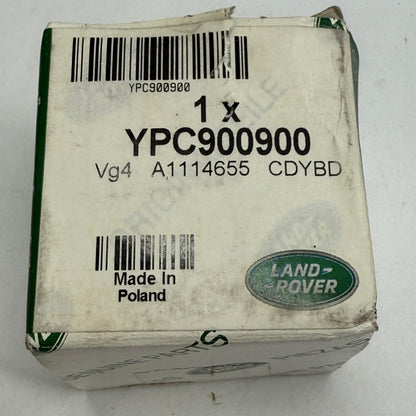 YPC900900
1 x
YPC900900
Vg4 A1114655 CDYBD
Made In
Poland
LAND-
-ROVER